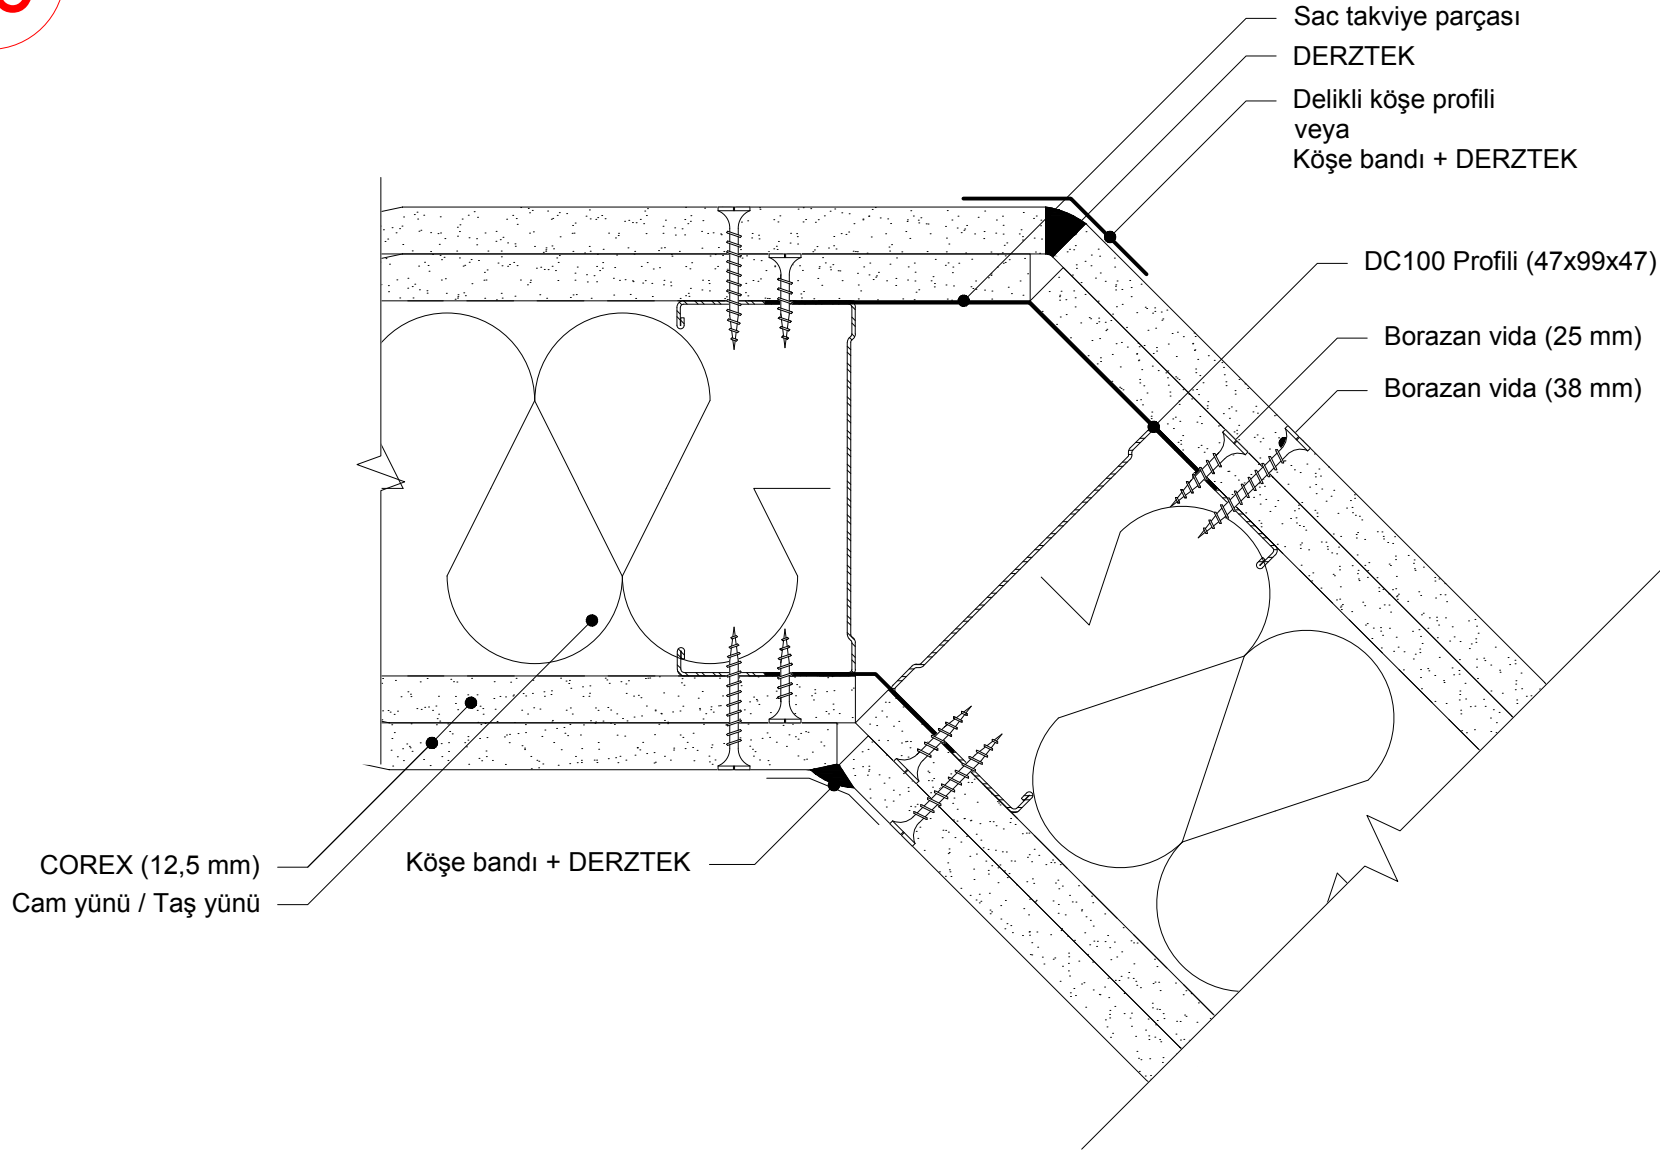 Sac takviye parçası
DERZTEK
Delikli köşe profili
veya
Köşe bandı + DERZTEK
DC100 Profili (47x99x47)
Borazan vida (25 mm)
Borazan vida (38 mm)
COREX (12,5 mm)
Köşe bandı + DERZTEK
Cam yünü / Taş yünü